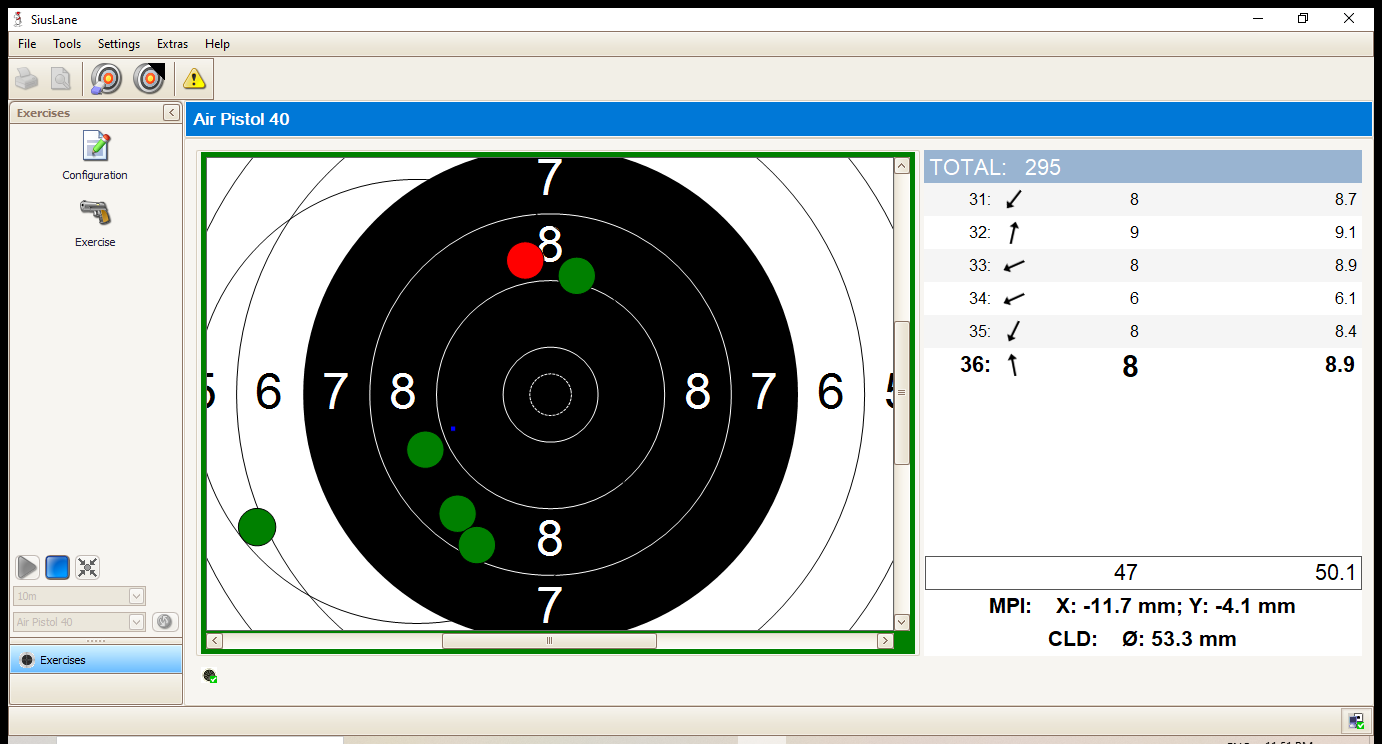 SiusLane
File Tools Settings Extras Help
Exercises
Configuration
Exercise
10m
Air Pistol 40
Exercises
Air Pistol 40
7
8
5 6 7 8 8 7 6 5
8
7
TOTAL: 295
31: 8 8.7
32: 9 9.1
33: 8 8.9
34: 6 6.1
35: 8 8.4
36: 8 8.9
47 50.1
MPI: X: -11.7 mm; Y: -4.1 mm
CLD: Ø: 53.3 mm